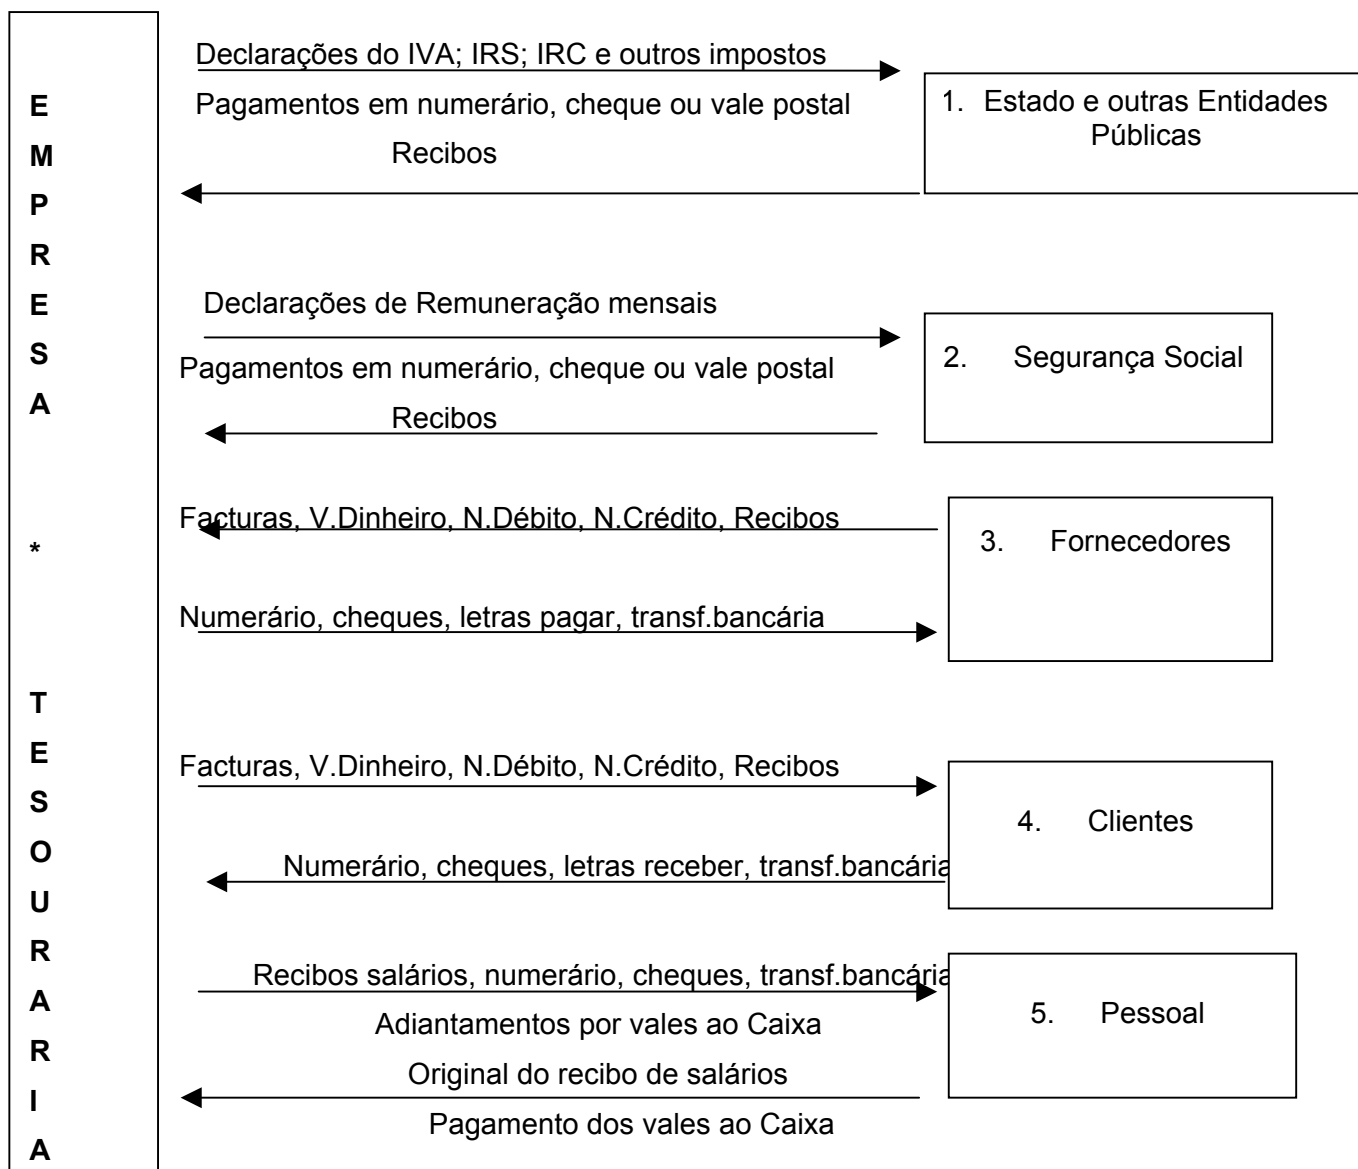 E
M
P
R
E
S
A
*
T
E
S
O
U
R
A
R
I
A
Declarações do IVA; IRS; IRC e outros impostos
Pagamentos em numerário, cheque ou vale postal
Recibos
1. Estado e outras Entidades
Públicas
Declarações de Remuneração mensais
Pagamentos em numerário, cheque ou vale postal
Recibos
2. Segurança Social
Facturas, V.Dinheiro, N.Débito, N.Crédito, Recibos
Numerário, cheques, letras pagar, transf.bancária
3. Fornecedores
Facturas, V.Dinheiro, N.Débito, N.Crédito, Recibos
Numerário, cheques, letras receber, transf.bancária
4. Clientes
Recibos salários, numerário, cheques, transf.bancária
Adiantamentos por vales ao Caixa
Original do recibo de salários
Pagamento dos vales ao Caixa
5. Pessoal